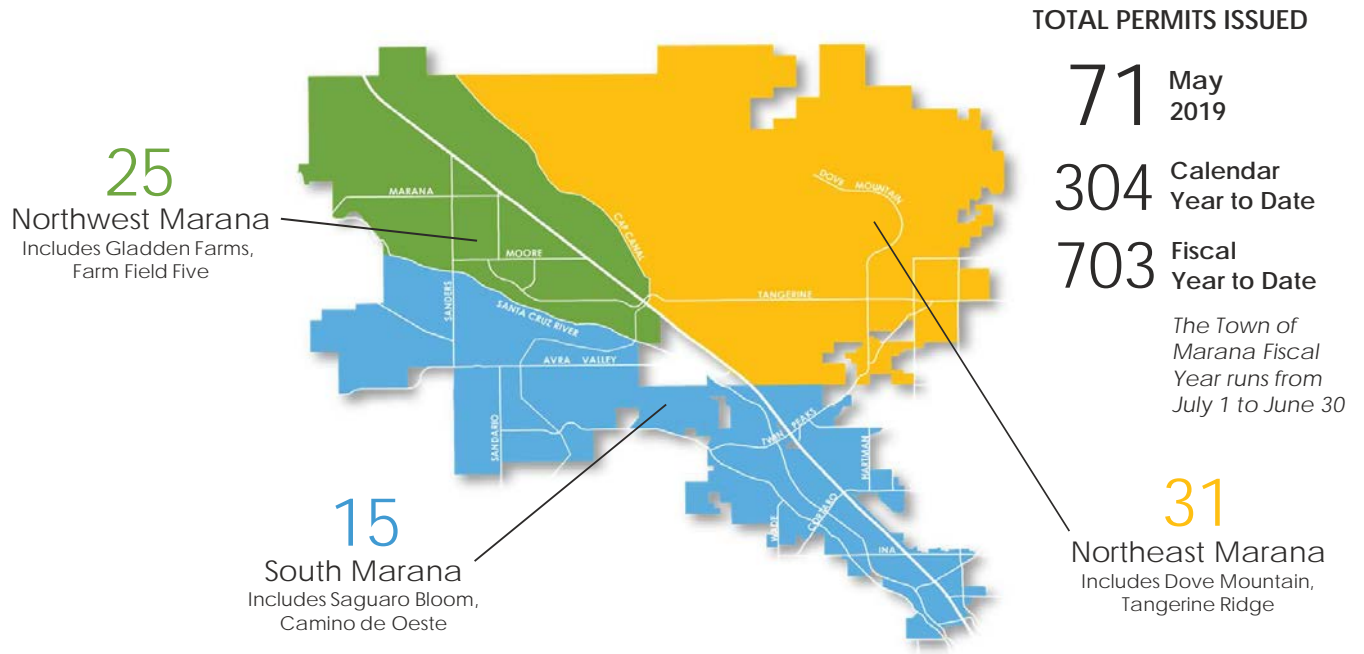 TOTAL PERMITS ISSUED
71 May
2019
304 Calendar
Year to Date
703 Fiscal
Year to Date
The Town of
Marana Fiscal
Year runs from
July 1 to June 30
25
Northwest Marana
Includes Gladden Farms,
Farm Field Five
15
South Marana
Includes Saguaro Bloom,
Camino de Oeste
31
Northeast Marana
Includes Dove Mountain,
Tangerine Ridge
MARANA
MOORE
SANDERS
SANTA CRUZ RIVER
CAP CANAL
DOVE MOUNTAIN
TANGERINE
AVRA VALLEY
SANDARIO
TWIN PEAKS
HARTMAN
WADE
CORTARO
INA